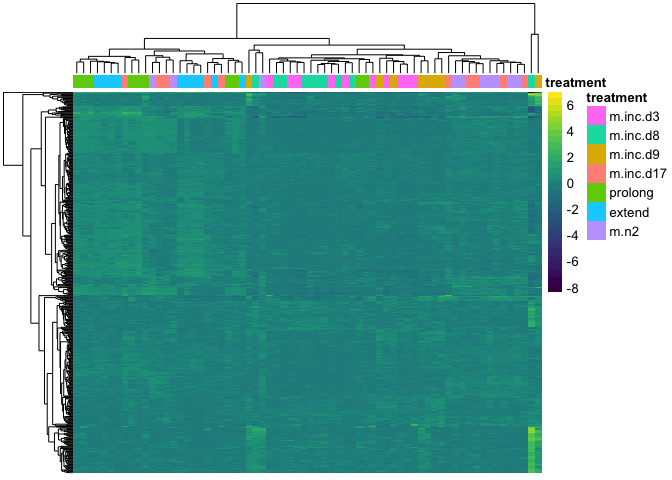 treatment
treatment
6
4
2
0
-2
-4
-6
-8
m.inc.d3
m.inc.d8
m.inc.d9
m.inc.d17
prolong
extend
m.n2